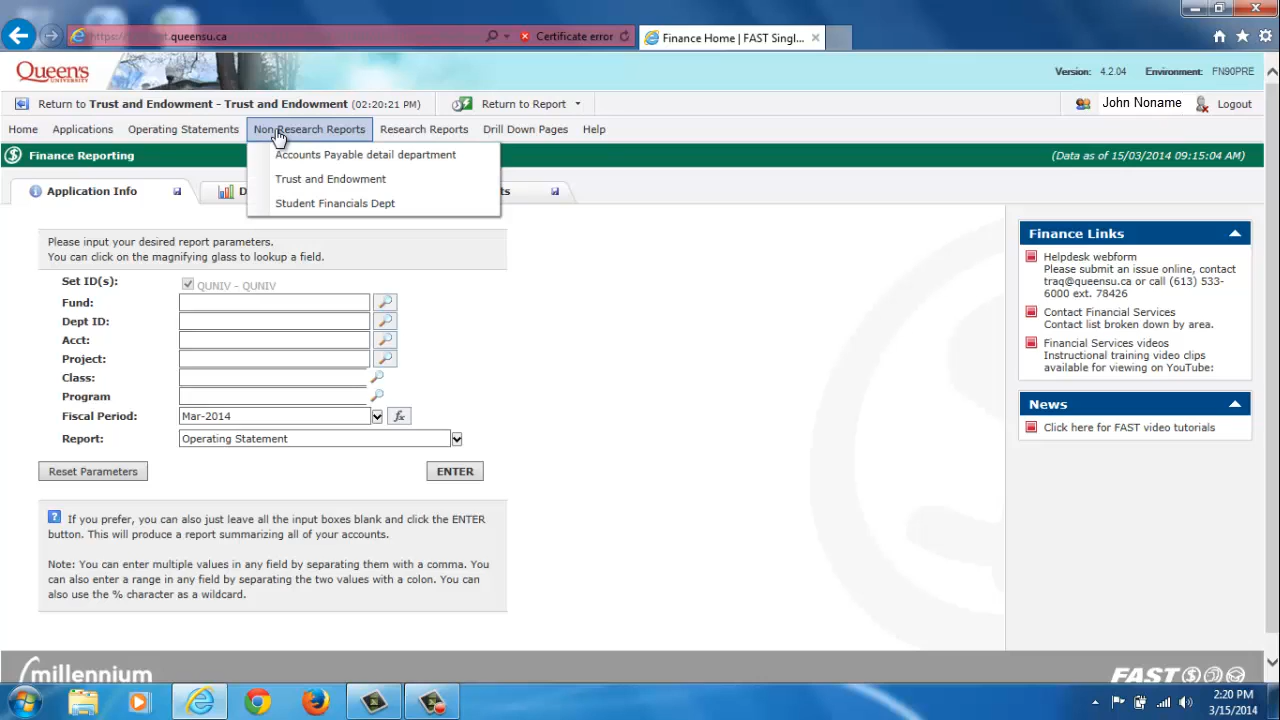 queensu.ca
Certificate error
Finance Home | FAST Singl...
Queen's
UNIVERSITY
Version: 4.2.04 Environment: FN90PRE
Return to Trust and Endowment - Trust and Endowment (02:20:21 PM)
Return to Report
John Noname
Logout
Home Applications Operating Statements Non Research Reports Research Reports Drill Down Pages Help
Finance Reporting
(Data as of 15/03/2014 09:15:04 AM)
Accounts Payable detail department
Trust and Endowment
Student Financials Dept
Application Info
Please input your desired report parameters.
You can click on the magnifying glass to lookup a field.
Set ID(s): QUNIV - QUNIV
Fund:
Dept ID:
Acct:
Project:
Class:
Program
Fiscal Period: Mar-2014
Report: Operating Statement
Reset Parameters
ENTER
? If you prefer, you can also just leave all the input boxes blank and click the ENTER
button. This will produce a report summarizing all of your accounts.
Note: You can enter multiple values in any field by separating them with a comma. You
can also enter a range in any field by separating the two values with a colon. You can
also use the % character as a wildcard.
Finance Links
Helpdesk webform
Please submit an issue online, contact
traq@queensu.ca or call (613) 533-
6000 ext. 78426
Contact Financial Services
Contact list broken down by area.
Financial Services videos
Instructional training video clips
available for viewing on YouTube:
News
Click here for FAST video tutorials
millennium
FAST
2:20 PM
3/15/2014